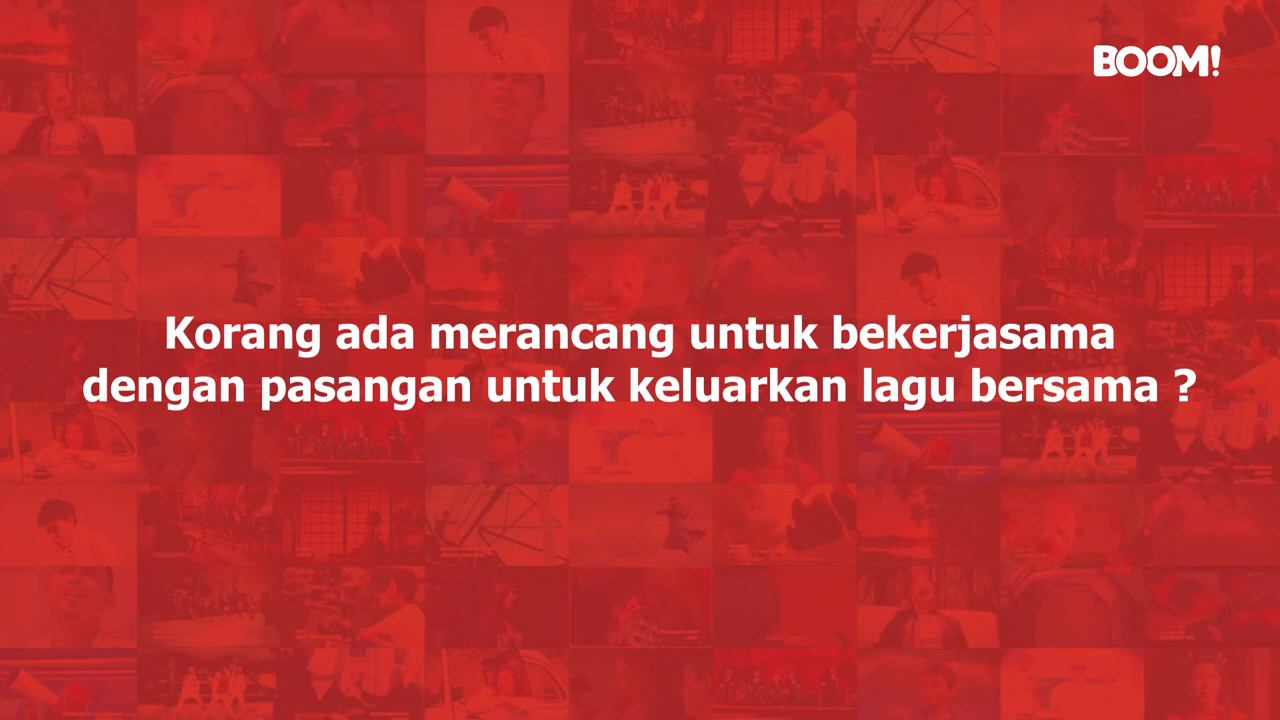 BOOM!
Korang ada merancang untuk bekerjasama
dengan pasangan untuk keluarkan lagu bersama ?